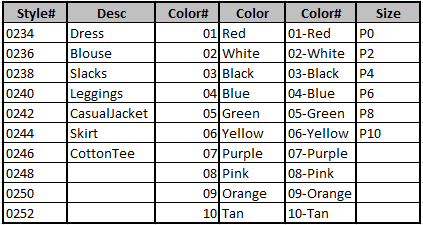 Style# Desc Color# Color Color# Size
0234 Dress 01 Red 01-Red P0
0236 Blouse 02 White 02-White P2
0238 Slacks 03 Black 03-Black P4
0240 Leggings 04 Blue 04-Blue P6
0242 CasualJacket 05 Green 05-Green P8
0244 Skirt 06 Yellow 06-Yellow P10
0246 CottonTee 07 Purple 07-Purple
0248 08 Pink 08-Pink
0250 09 Orange 09-Orange
0252 10 Tan 10-Tan